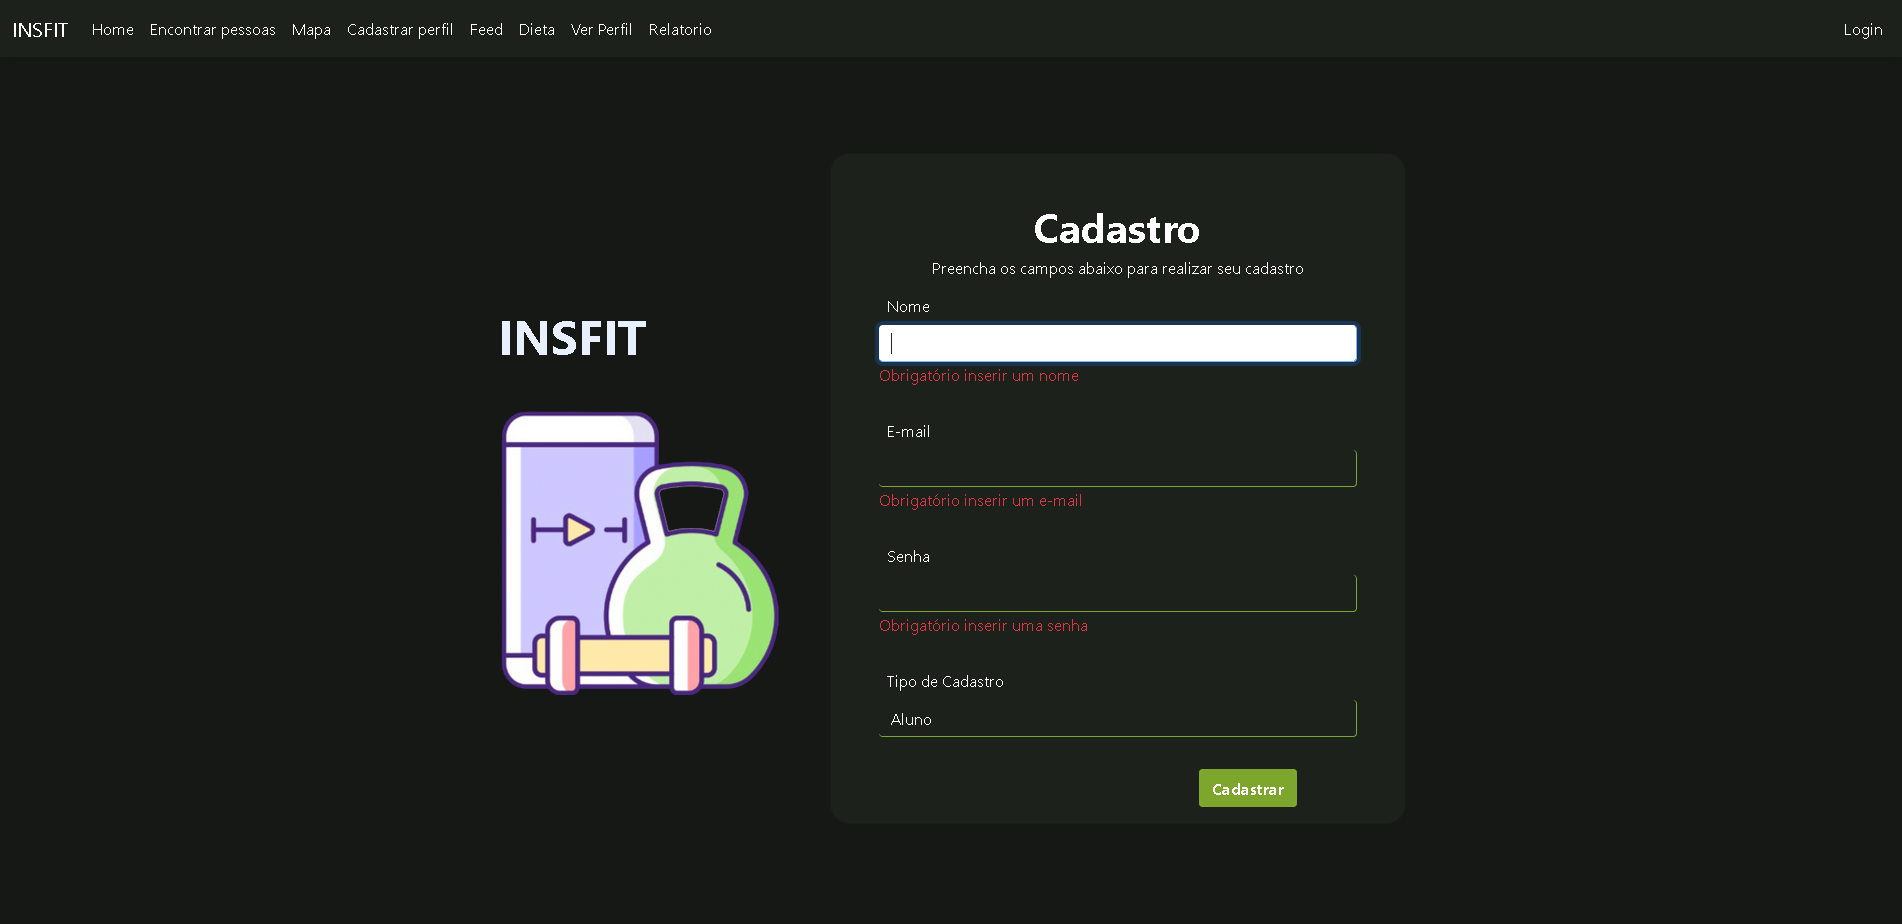 INSFIT Home Encontrar pessoas Mapa Cadastrar perfil Feed Dieta Ver Perfil Relatorio Login
INSFIT
Cadastro
Preencha os campos abaixo para realizar seu cadastro
Nome
Obrigatório inserir um nome
E-mail
Obrigatório inserir um e-mail
Senha
Obrigatório inserir uma senha
Tipo de Cadastro
Aluno
Cadastrar